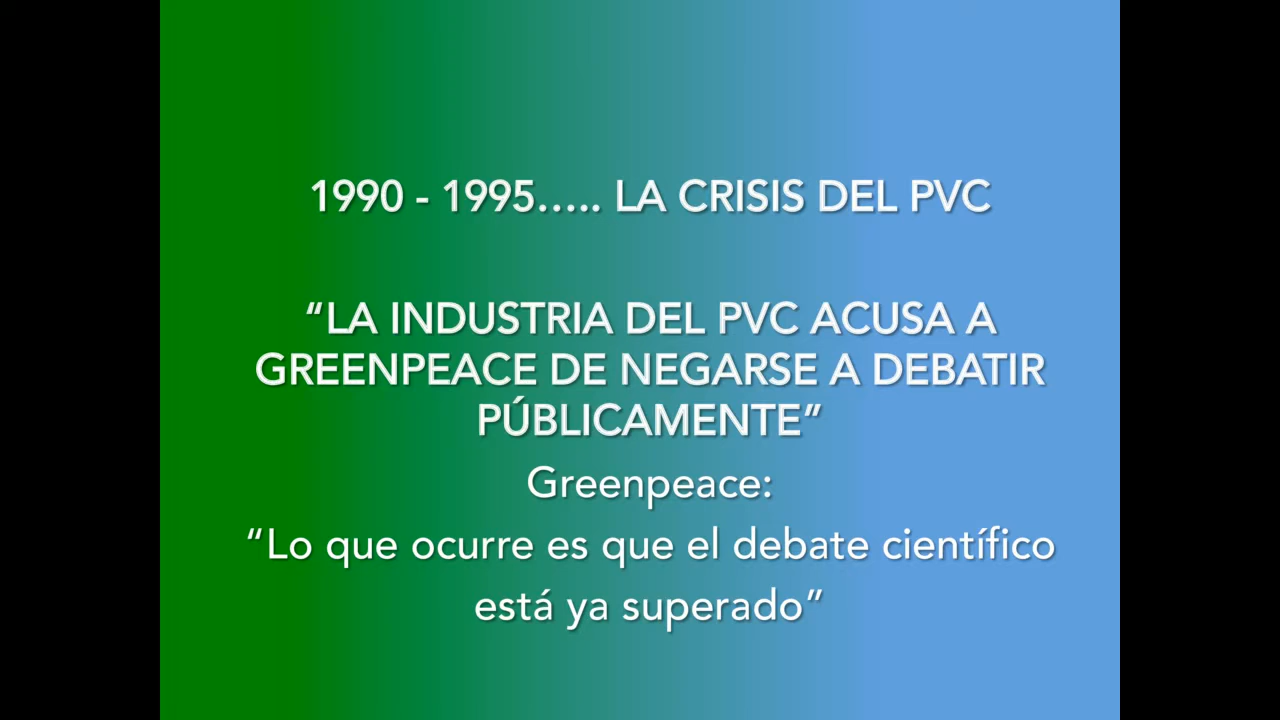 1990 - 1995..... LA CRISIS DEL PVC
“LA INDUSTRIA DEL PVC ACUSA A
GREENPEACE DE NEGARSE A DEBATIR
PÚBLICAMENTE”
Greenpeace:
“Lo que ocurre es que el debate científico
está ya superado”